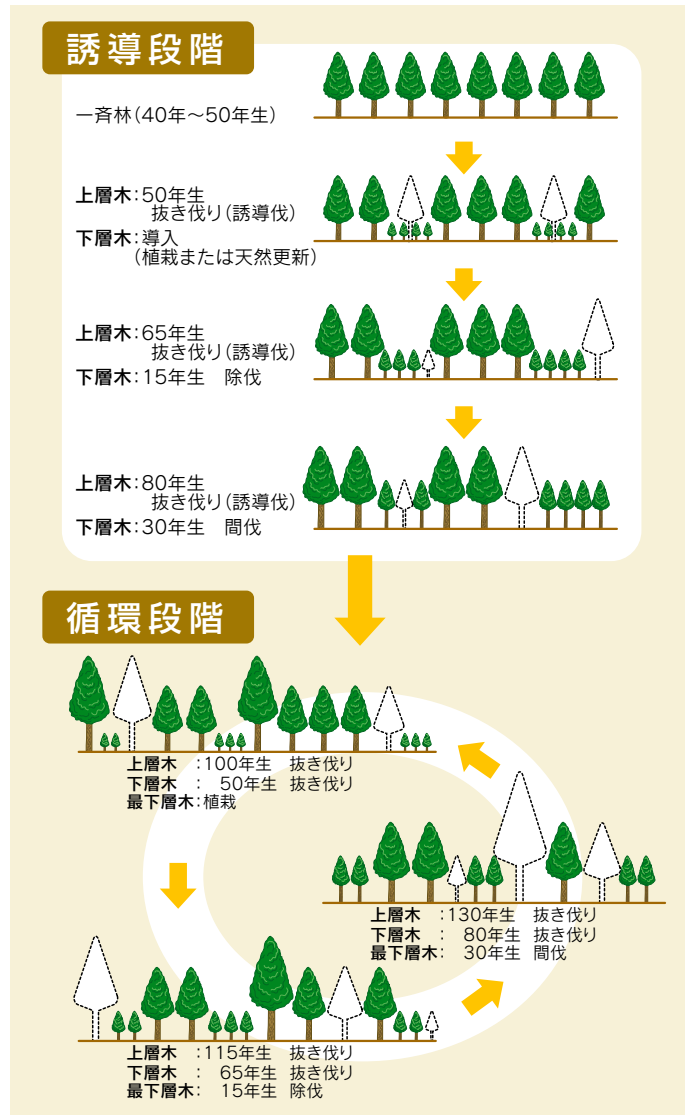 誘導段階
一斉林(40年～50年生)
上層木:50年生
抜き伐り(誘導伐)
下層木:導入
(植栽または天然更新)
上層木:65年生
抜き伐り(誘導伐)
下層木:15年生　除伐
上層木:80年生
抜き伐り(誘導伐)
下層木:30年生　間伐
循環段階
上層木　:100年生　抜き伐り
下層木　:　50年生　抜き伐り
最下層木:植栽
上層木　:130年生　抜き伐り
下層木　:　80年生　抜き伐り
最下層木:　30年生　間伐
上層木　:115年生　抜き伐り
下層木　:　65年生　抜き伐り
最下層木:　15年生　除伐